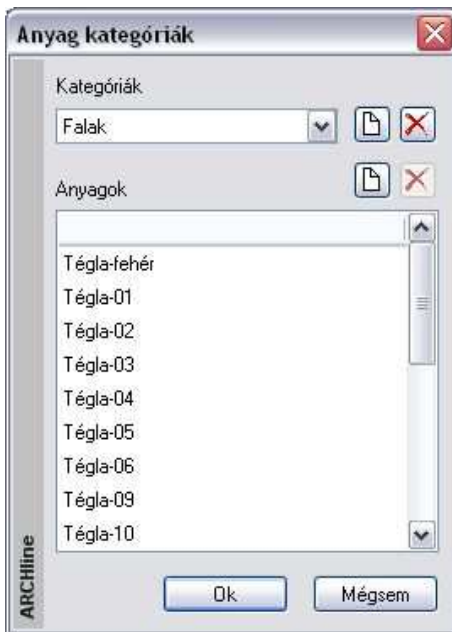 Anyag kategóriák
Kategóriák
Falak
Anyagok
Tégla-fehér
Tégla-01
Tégla-02
Tégla-03
Tégla-04
Tégla-05
Tégla-06
Tégla-09
Tégla-10
Ok
Mégsem
ARCHline